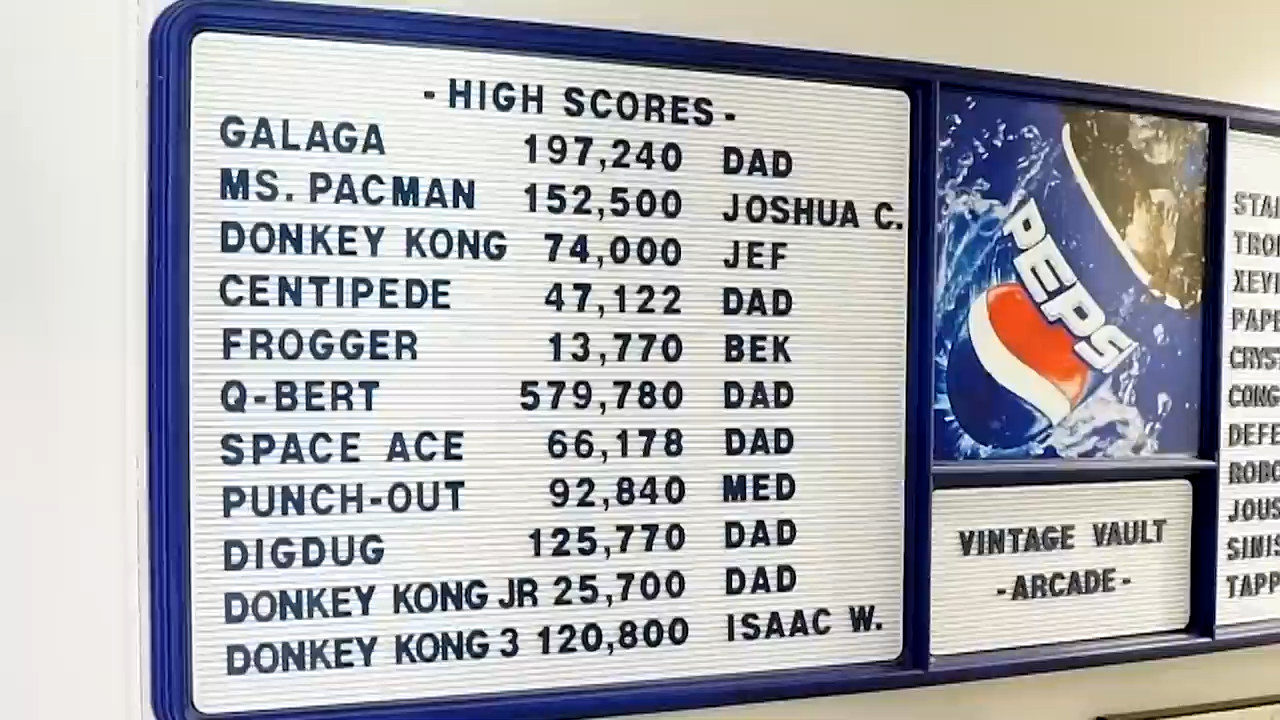 - HIGH SCORES -
GALAGA 197,240 DAD
MS. PACMAN 152,500 JOSHUA C.
DONKEY KONG 74,000 JEF
CENTIPEDE 47,122 DAD
FROGGER 13,770 BEK
Q-BERT 579,780 DAD
SPACE ACE 66,178 DAD
PUNCH-OUT 92,840 MED
DIGDUG 125,770 DAD
DONKEY KONG JR 25,700 DAD
DONKEY KONG 3 120,800 ISAAC W.
PEPSI
VINTAGE VAULT
- ARCADE -